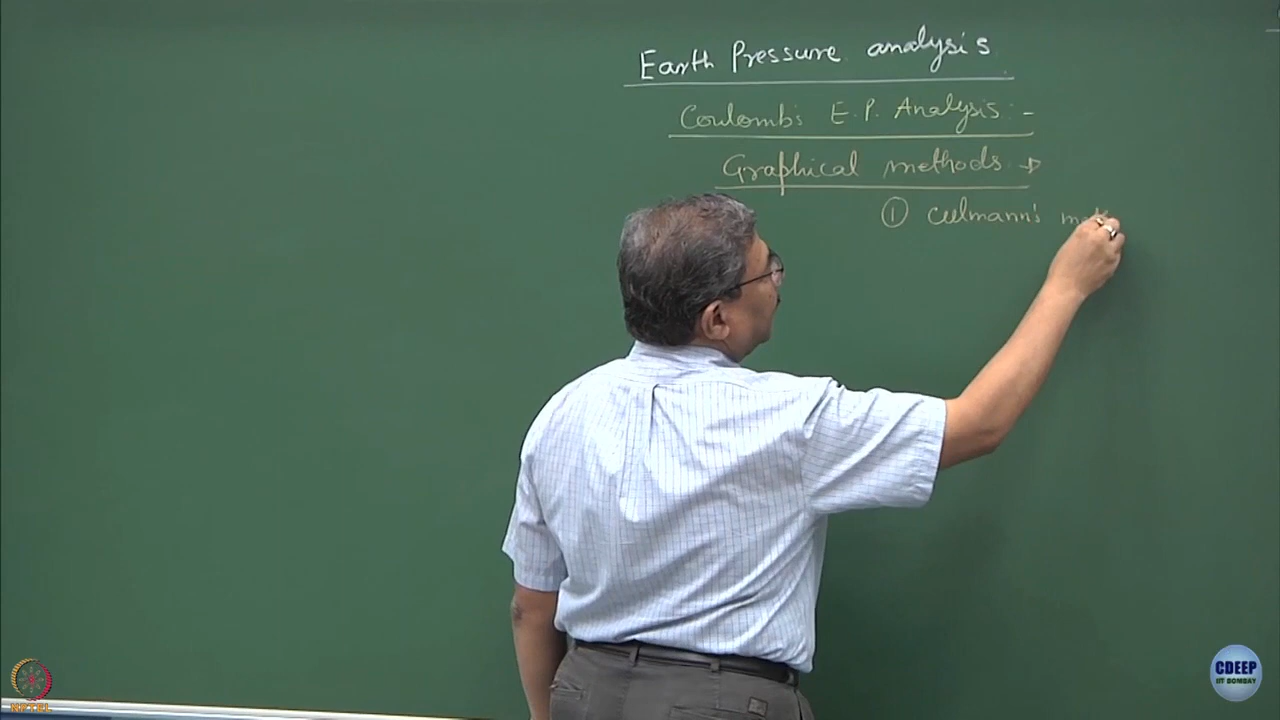 Earth Pressure analysis
Coulomb's E.P. Analysis :-
Graphical methods →
① Culmann's
NPTEL
CDEEP
IIT BOMBAY